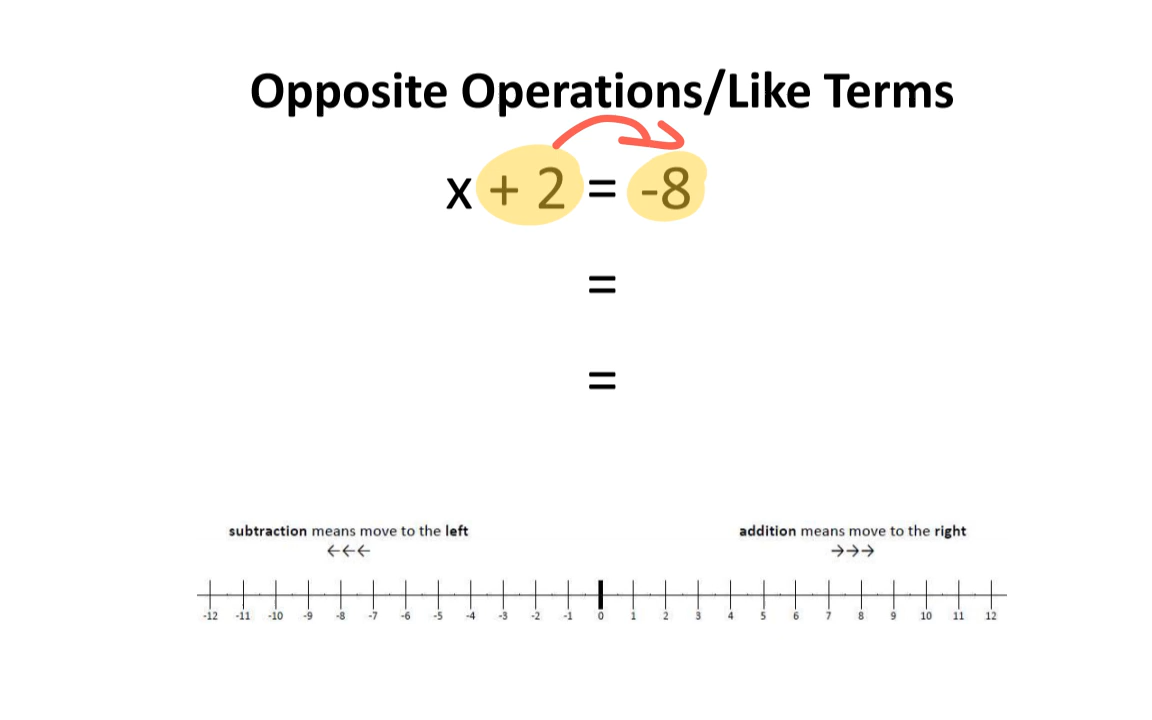 Opposite Operations/Like Terms
x + 2 = -8
=
=
subtraction means move to the left
addition means move to the right
←←←
→→→
-12 -11 -10 -9 -8 -7 -6 -5 -4 -3 -2 -1 0 1 2 3 4 5 6 7 8 9 10 11 12